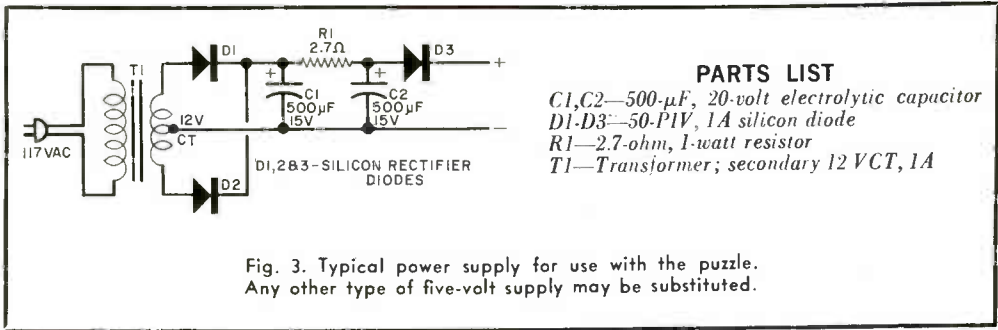 D1
R1
2.7Ω
D3
+
T1
+
C1
500μF
15V
+
C2
500μF
15V
12V
CT
−
117VAC
D2
D1,2&3-SILICON RECTIFIER
DIODES
PARTS LIST
C1,C2—500-μF, 20-volt electrolytic capacitor
D1-D3—50-PIV, 1A silicon diode
R1—2.7-ohm, 1-watt resistor
T1—Transformer; secondary 12 VCT, 1A
Fig. 3. Typical power supply for use with the puzzle.
Any other type of five-volt supply may be substituted.